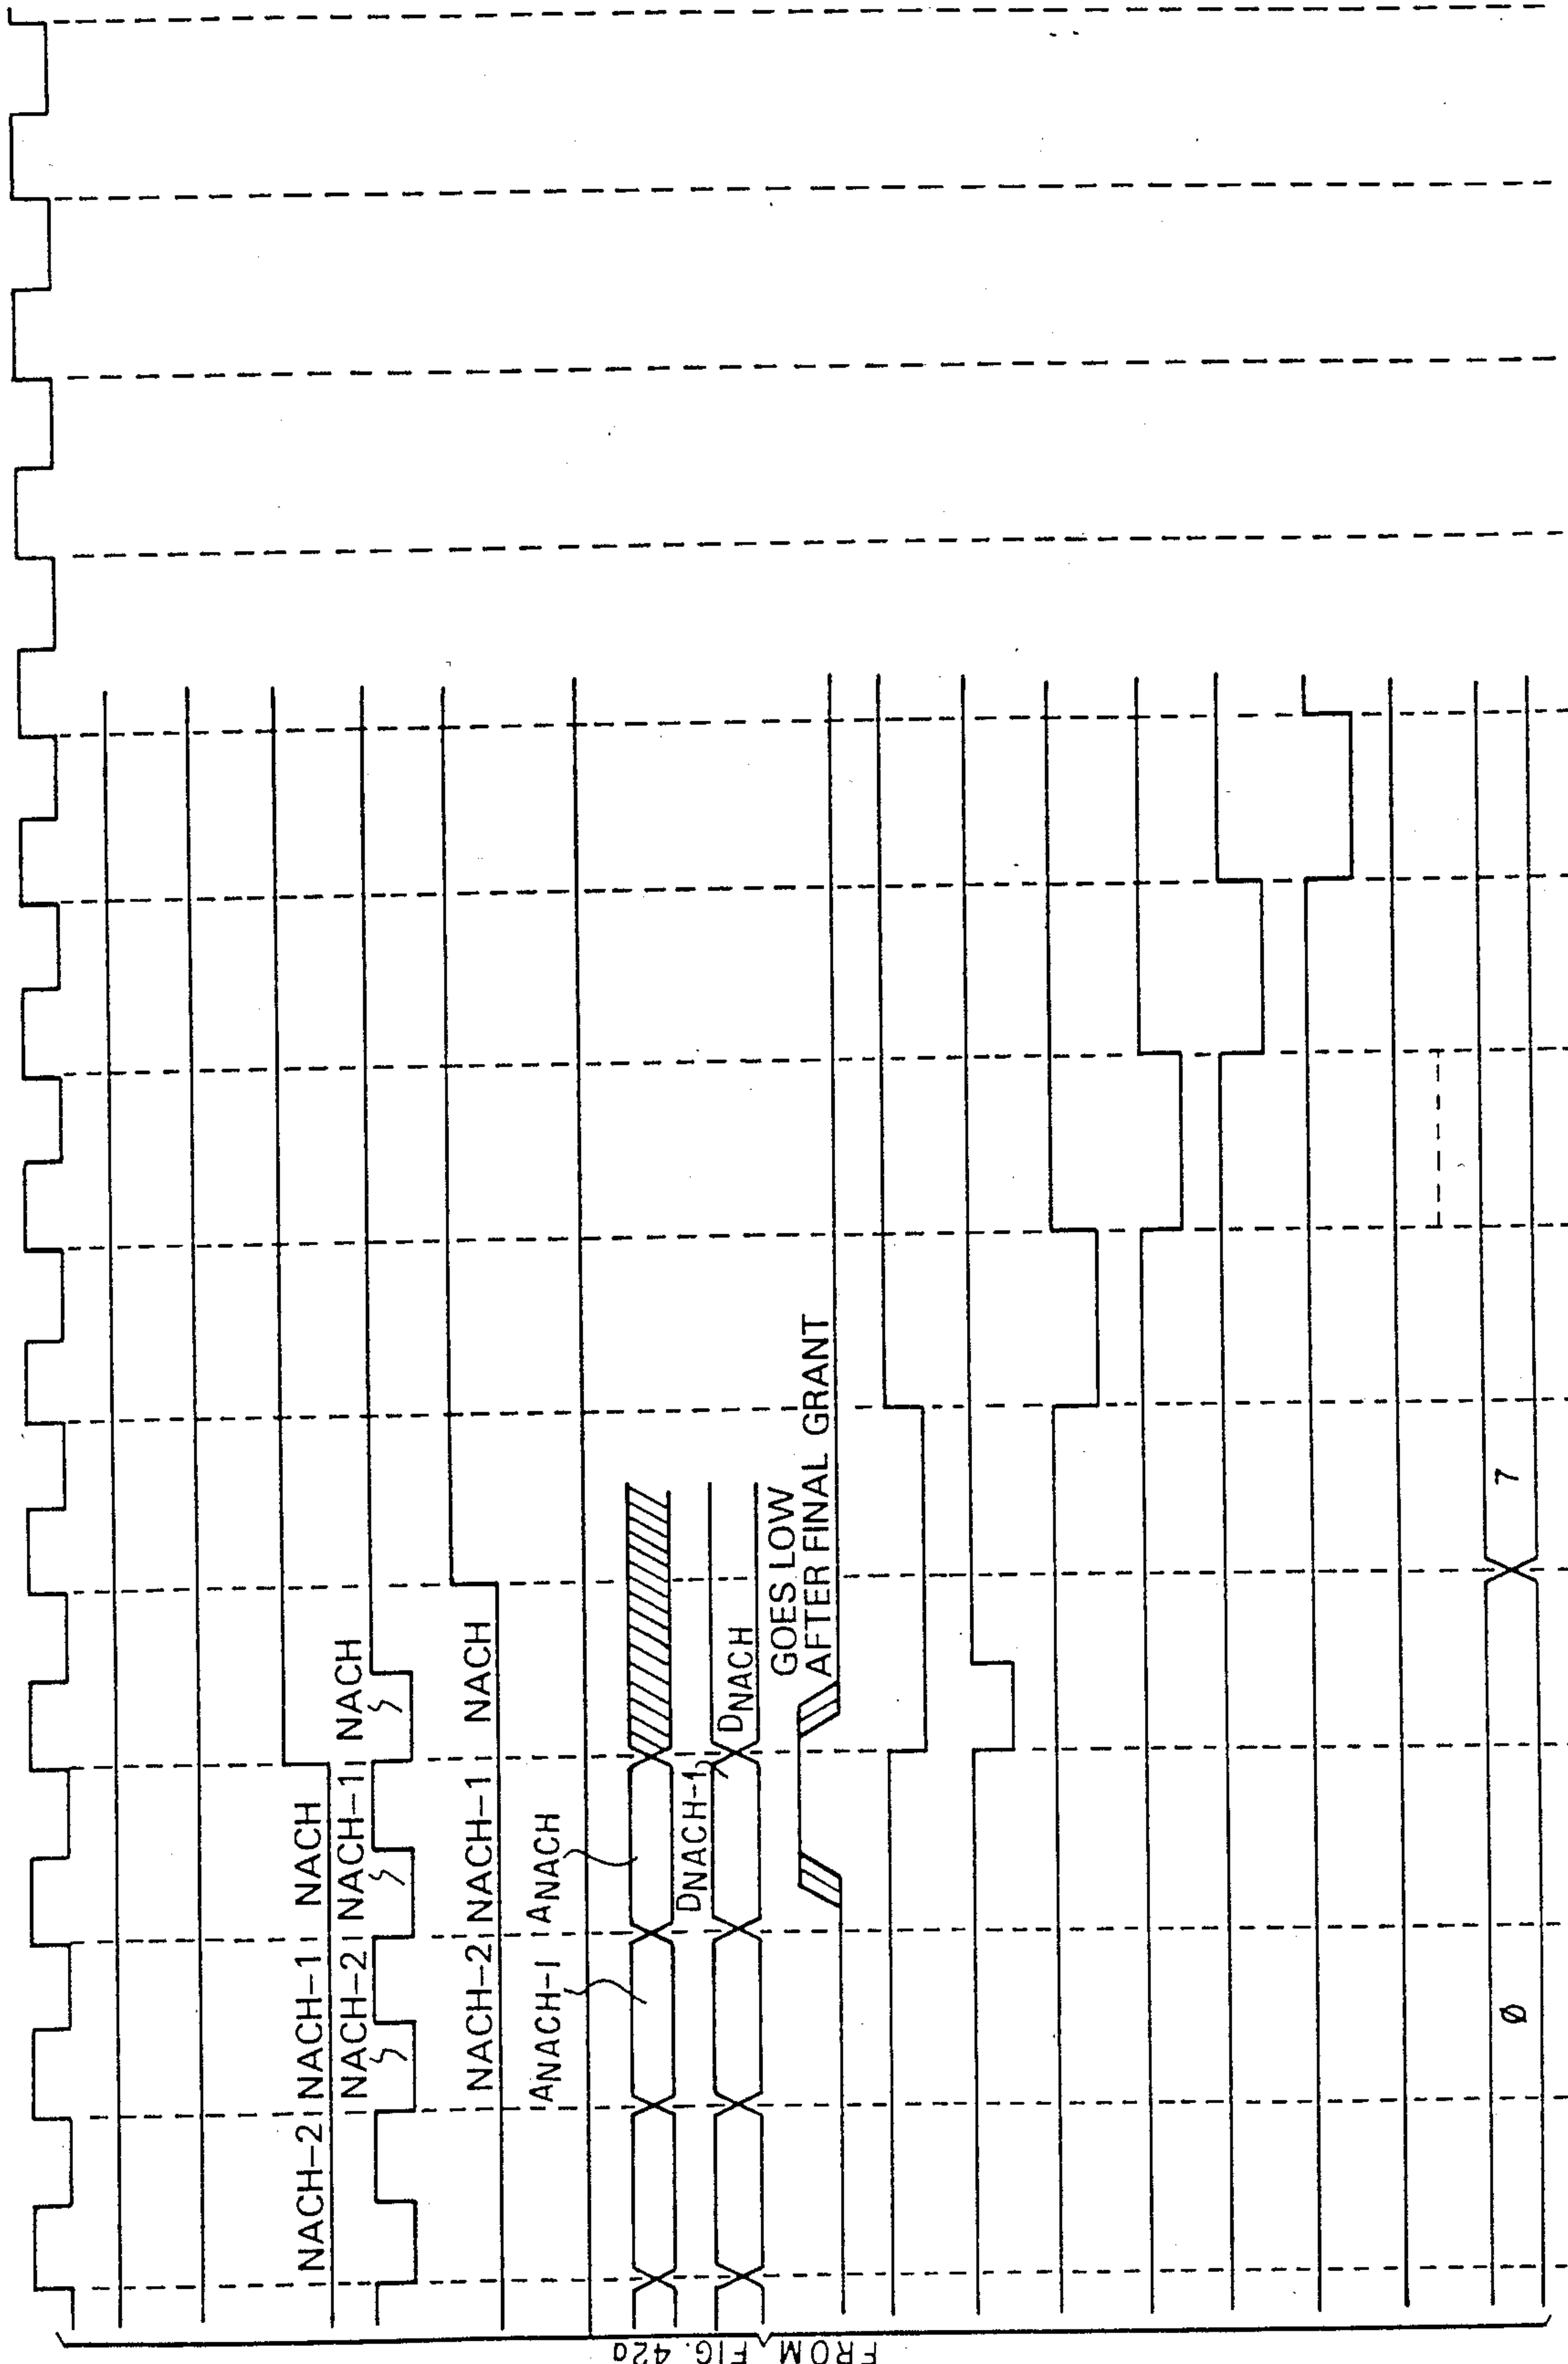 NACH-2 NACH-1 NACH
NACH-2 NACH-1 NACH
NACH-2 NACH-1 NACH
ANACH-1 ANACH
DNACH-1 DNACH
GOES LOW
AFTER FINAL GRANT
Ø 7
FROM FIG. 42a